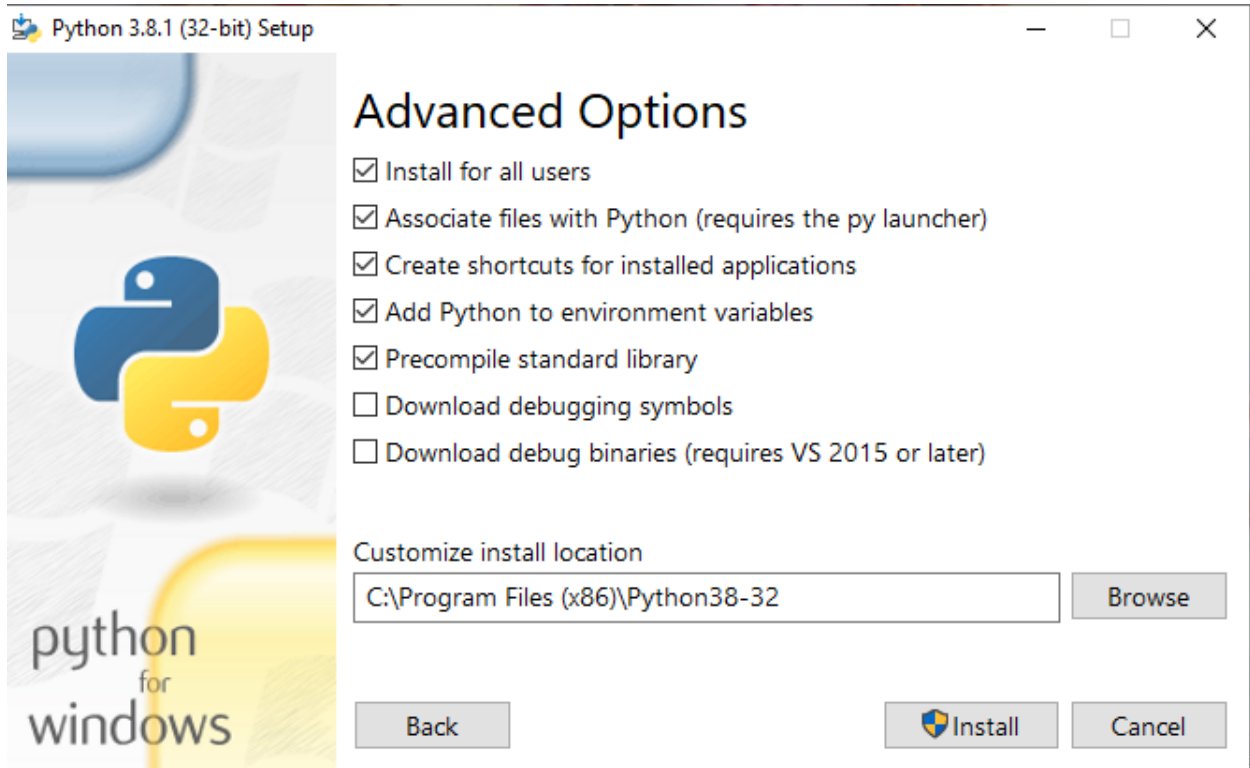 Python 3.8.1 (32-bit) Setup
Advanced Options
Install for all users
Associate files with Python (requires the py launcher)
Create shortcuts for installed applications
Add Python to environment variables
Precompile standard library
Download debugging symbols
Download debug binaries (requires VS 2015 or later)
Customize install location
C:\Program Files (x86)\Python38-32
Browse
python
for
windows
Back
Install
Cancel